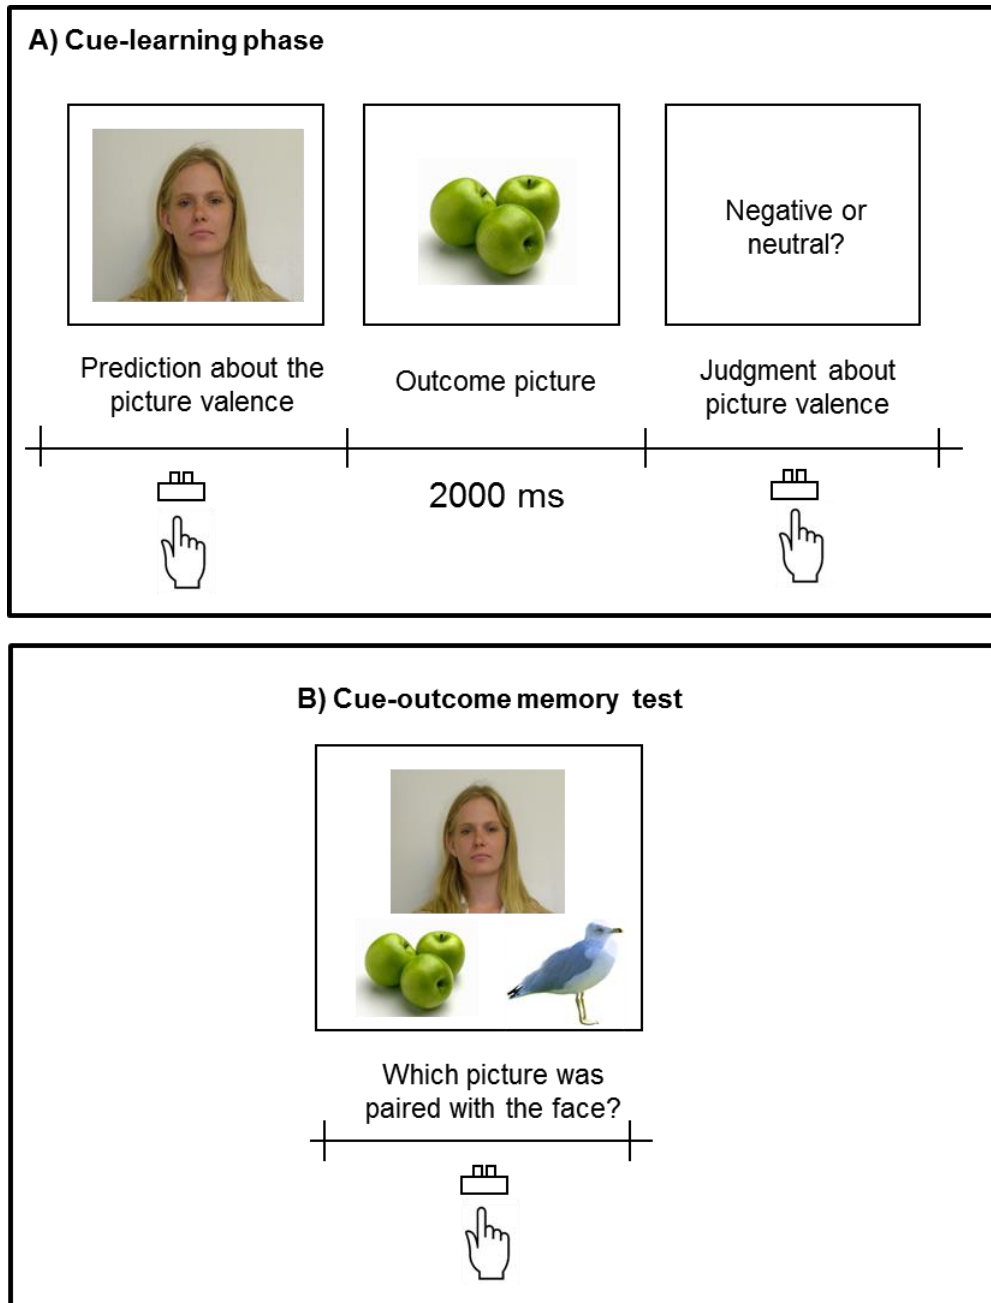 A) Cue-learning phase
Negative or
neutral?
Prediction about the
picture valence
Outcome picture
Judgment about
picture valence
2000 ms
B) Cue-outcome memory test
Which picture was
paired with the face?